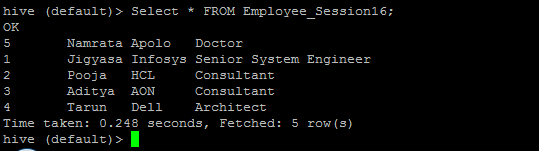 hive (default)> Select * FROM Employee_Session16;
OK
5 Namrata Apolo Doctor
1 Jigyasa Infosys Senior System Engineer
2 Pooja HCL Consultant
3 Aditya AON Consultant
4 Tarun Dell Architect
Time taken: 0.248 seconds, Fetched: 5 row(s)
hive (default)>